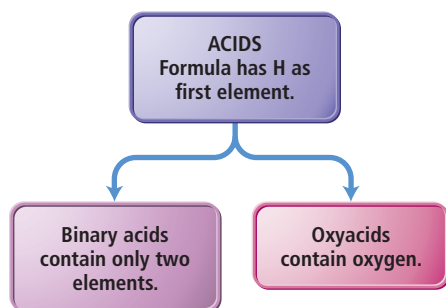 ACIDS
Formula has H as
first element.
Binary acids
contain only two
elements.
Oxyacids
contain oxygen.